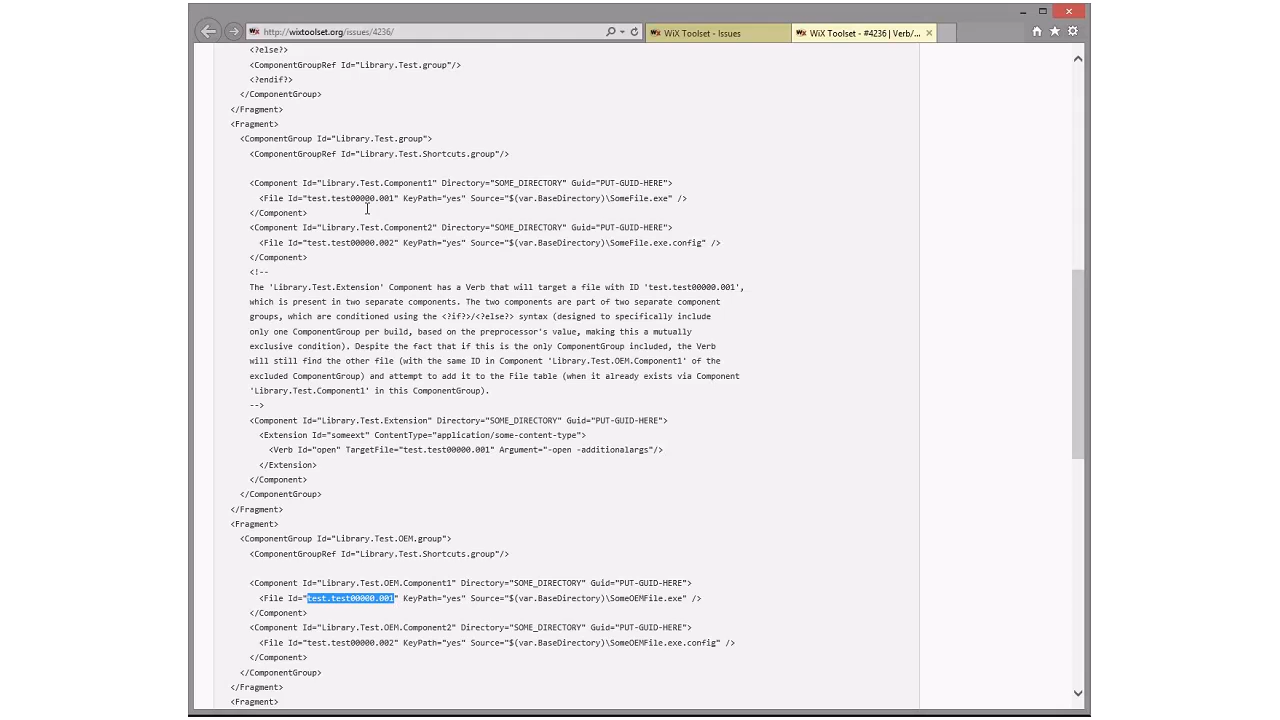 http://wixtoolset.org/issues/4236/
WiX Toolset - Issues
WiX Toolset - #4236 | Verb/...
<?else?>
<ComponentGroupRef Id="Library.Test.group"/>
<?endif?>
</ComponentGroup>
</Fragment>
<Fragment>
<ComponentGroup Id="Library.Test.group">
<ComponentGroupRef Id="Library.Test.Shortcuts.group"/>
<Component Id="Library.Test.Component1" Directory="SOME_DIRECTORY" Guid="PUT-GUID-HERE">
<File Id="test.test00000.001" KeyPath="yes" Source="$(var.BaseDirectory)\SomeFile.exe" />
</Component>
<Component Id="Library.Test.Component2" Directory="SOME_DIRECTORY" Guid="PUT-GUID-HERE">
<File Id="test.test00000.002" KeyPath="yes" Source="$(var.BaseDirectory)\SomeFile.exe.config" />
</Component>
<!--
The 'Library.Test.Extension' Component has a Verb that will target a file with ID 'test.test00000.001',
which is present in two separate components. The two components are part of two separate component
groups, which are conditioned using the <?if?>/<?else?> syntax (designed to specifically include
only one ComponentGroup per build, based on the preprocessor's value, making this a mutually
exclusive condition). Despite the fact that if this is the only ComponentGroup included, the Verb
will still find the other file (with the same ID in Component 'Library.Test.OEM.Component1' of the
excluded ComponentGroup) and attempt to add it to the File table (when it already exists via Component
'Library.Test.Component1' in this ComponentGroup).
-->
<Component Id="Library.Test.Extension" Directory="SOME_DIRECTORY" Guid="PUT-GUID-HERE">
<Extension Id="someext" ContentType="application/some-content-type">
<Verb Id="open" TargetFile="test.test00000.001" Argument="-open -additionalargs"/>
</Extension>
</Component>
</ComponentGroup>
</Fragment>
<Fragment>
<ComponentGroup Id="Library.Test.OEM.group">
<ComponentGroupRef Id="Library.Test.Shortcuts.group"/>
<Component Id="Library.Test.OEM.Component1" Directory="SOME_DIRECTORY" Guid="PUT-GUID-HERE">
<File Id="test.test00000.001" KeyPath="yes" Source="$(var.BaseDirectory)\SomeOEMFile.exe" />
</Component>
<Component Id="Library.Test.OEM.Component2" Directory="SOME_DIRECTORY" Guid="PUT-GUID-HERE">
<File Id="test.test00000.002" KeyPath="yes" Source="$(var.BaseDirectory)\SomeOEMFile.exe.config" />
</Component>
</ComponentGroup>
</Fragment>
<Fragment>